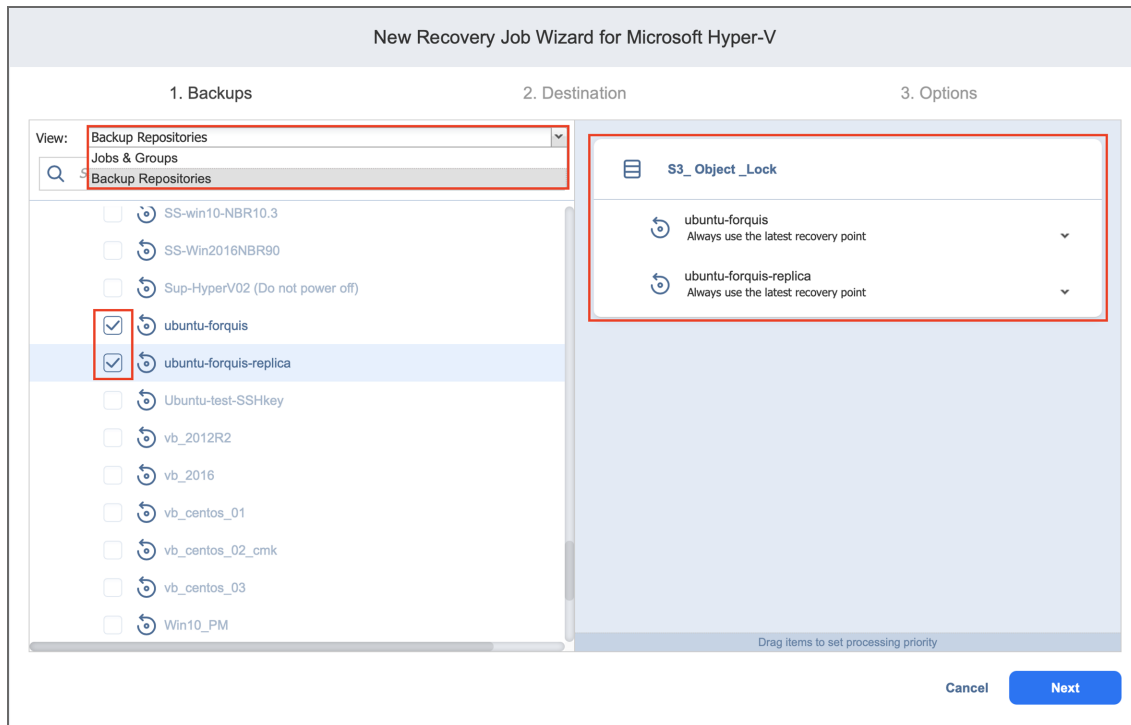 New Recovery Job Wizard for Microsoft Hyper-V
1. Backups
2. Destination
3. Options
View:
Backup Repositories
Jobs & Groups
Backup Repositories
S
SS-win10-NBR10.3
SS-Win2016NBR90
Sup-HyperV02 (Do not power off)
ubuntu-forquis
ubuntu-forquis-replica
Ubuntu-test-SSHkey
vb_2012R2
vb_2016
vb_centos_01
vb_centos_02_cmk
vb_centos_03
Win10_PM
S3_ Object _Lock
ubuntu-forquis
Always use the latest recovery point
ubuntu-forquis-replica
Always use the latest recovery point
Drag items to set processing priority
Cancel
Next